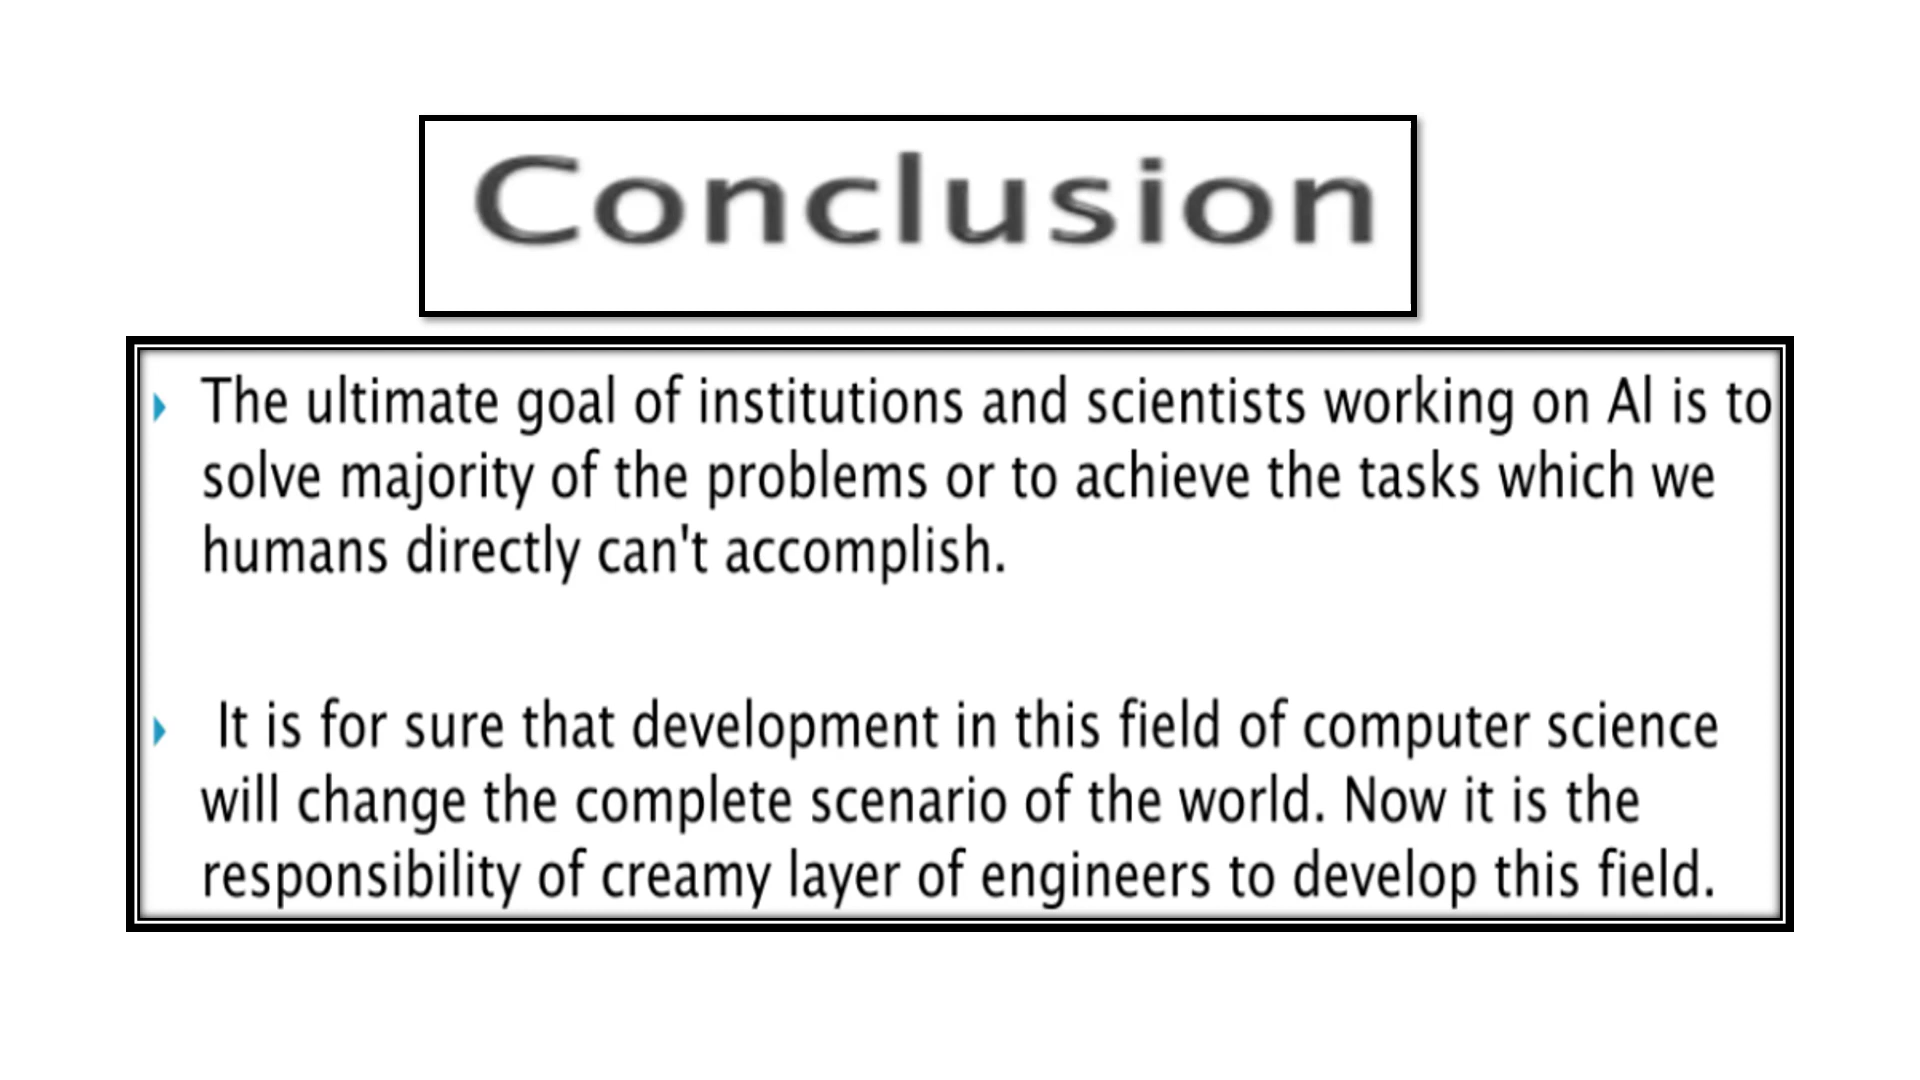 Conclusion
The ultimate goal of institutions and scientists working on AI is to
solve majority of the problems or to achieve the tasks which we
humans directly can't accomplish.
It is for sure that development in this field of computer science
will change the complete scenario of the world. Now it is the
responsibility of creamy layer of engineers to develop this field.